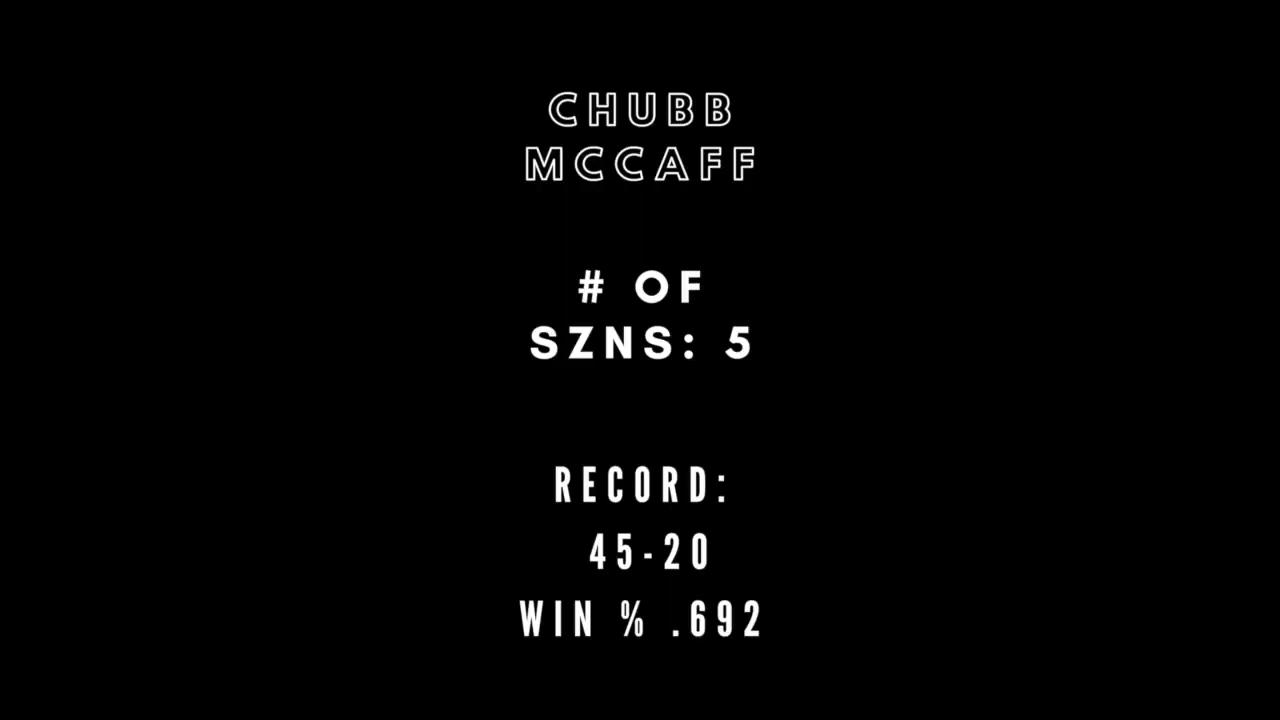 CHUBB
MCCAFF
# OF
SZNS: 5
RECORD:
45-20
WIN % .692